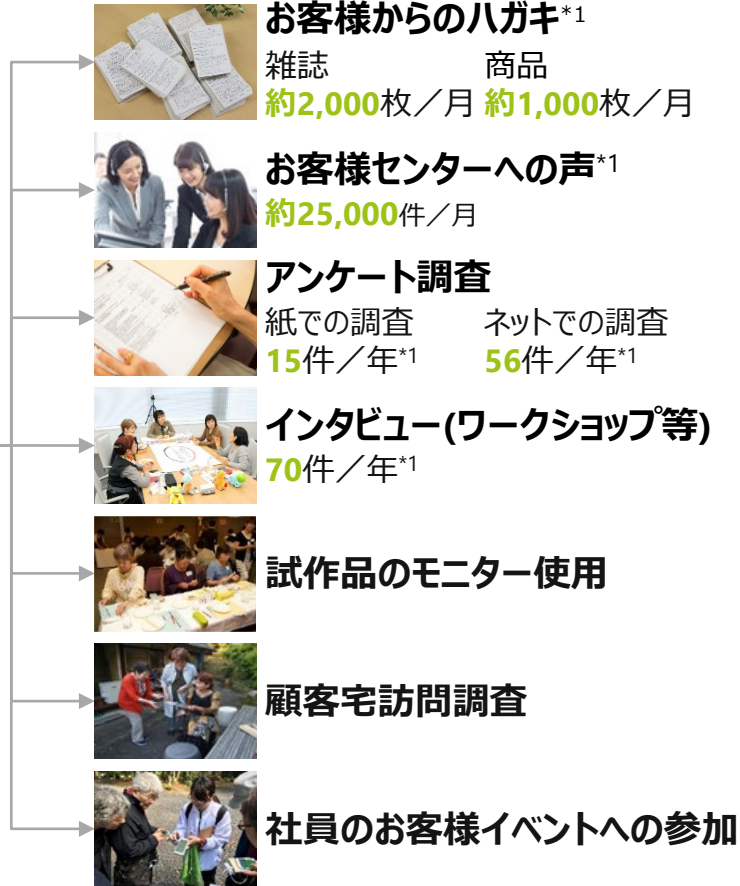 お客様からのハガキ*1
雑誌 商品
約2,000枚／月 約1,000枚／月
お客様センターへの声*1
約25,000件／月
アンケート調査
紙での調査 ネットでの調査
15件／年*1 56件／年*1
インタビュー(ワークショップ等)
70件／年*1
試作品のモニター使用
顧客宅訪問調査
社員のお客様イベントへの参加